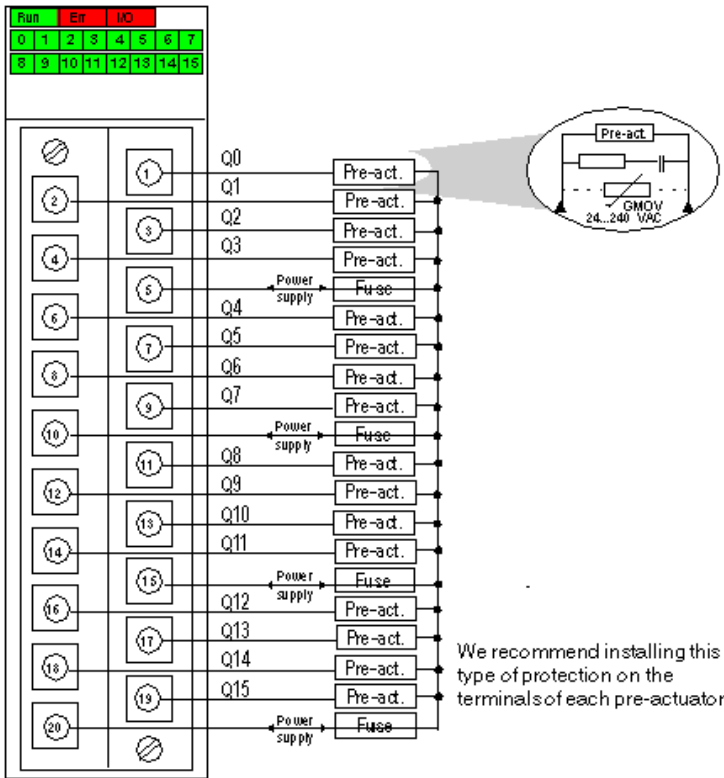 Run Err I/O
0 1 2 3 4 5 6 7
8 9 10 11 12 13 14 15
1 Q0 Pre-act.
2 Q1 Pre-act.
3 Q2 Pre-act.
4 Q3 Pre-act.
5 Power supply Fuse
6 Q4 Pre-act.
7 Q5 Pre-act.
8 Q6 Pre-act.
9 Q7 Pre-act.
10 Power supply Fuse
11 Q8 Pre-act.
12 Q9 Pre-act.
13 Q10 Pre-act.
14 Q11 Pre-act.
15 Power supply Fuse
16 Q12 Pre-act.
17 Q13 Pre-act.
18 Q14 Pre-act.
19 Q15 Pre-act.
20 Power supply Fuse
Pre-act.
GMOV
24...240 VAC
We recommend installing this
type of protection on the
terminals of each pre-actuator